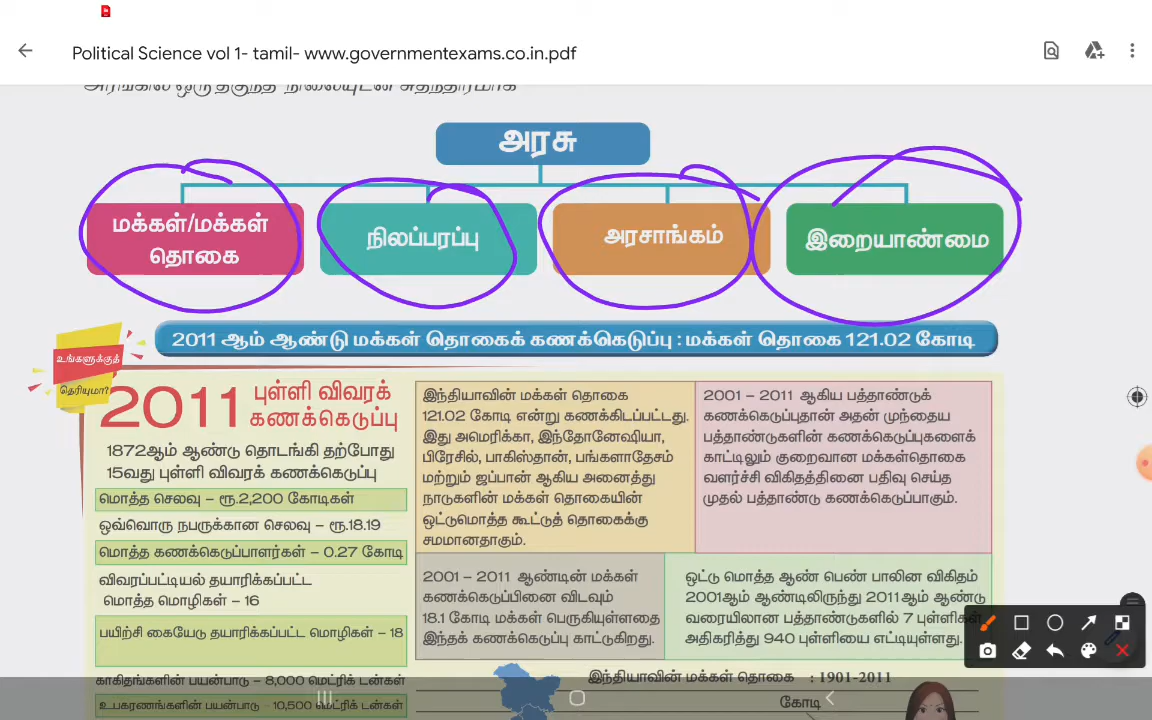 Political Science vol 1- tamil- www.governmentexams.co.in.pdf
அரங்கில் ஒரு தகுந்த நிலையுடன் சுதந்திரமாக
அரசு
மக்கள்/மக்கள்
தொகை
நிலப்பரப்பு
அரசாங்கம்
இறையாண்மை
உங்களுக்குத்
தெரியுமா?
2011 ஆம் ஆண்டு மக்கள் தொகைக் கணக்கெடுப்பு : மக்கள் தொகை 121.02 கோடி
2011 புள்ளி விவரக்
கணக்கெடுப்பு
1872ஆம் ஆண்டு தொடங்கி தற்போது
15வது புள்ளி விவரக் கணக்கெடுப்பு
மொத்த செலவு – ரூ.2,200 கோடிகள்
ஒவ்வொரு நபருக்கான செலவு – ரூ.18.19
மொத்த கணக்கெடுப்பாளர்கள் – 0.27 கோடி
விவரப்பட்டியல் தயாரிக்கப்பட்ட
மொத்த மொழிகள் – 16
பயிற்சி கையேடு தயாரிக்கப்பட்ட மொழிகள் – 18
காகிதங்களின் பயன்பாடு – 8,000 மெட்ரிக் டன்கள்
உபகரணங்களின் பயன்பாடு – 10,500 மெட்ரிக் டன்கள்
இந்தியாவின் மக்கள் தொகை
121.02 கோடி என்று கணக்கிடப்பட்டது.
இது அமெரிக்கா, இந்தோனேஷியா,
பிரேசில், பாகிஸ்தான், பங்களாதேசம்
மற்றும் ஜப்பான் ஆகிய அனைத்து
நாடுகளின் மக்கள் தொகையின்
ஒட்டுமொத்த கூட்டுத் தொகைக்கு
சமமானதாகும்.
2001 – 2011 ஆகிய பத்தாண்டுக்
கணக்கெடுப்புதான் அதன் முந்தைய
பத்தாண்டுகளின் கணக்கெடுப்புகளைக்
காட்டிலும் குறைவான மக்கள்தொகை
வளர்ச்சி விகிதத்தினை பதிவு செய்த
முதல் பத்தாண்டு கணக்கெடுப்பாகும்.
2001 – 2011 ஆண்டின் மக்கள்
கணக்கெடுப்பினை விடவும்
18.1 கோடி மக்கள் பெருகியுள்ளதை
இந்தக் கணக்கெடுப்பு காட்டுகிறது.
ஒட்டு மொத்த ஆண் பெண் பாலின விகிதம்
2001ஆம் ஆண்டிலிருந்து 2011ஆம் ஆண்டு
வரையிலான பத்தாண்டுகளில் 7 புள்ளிகள்
அதிகரித்து 940 புள்ளியை எட்டியுள்ளது.
இந்தியாவின் மக்கள் தொகை : 1901-2011
கோடி